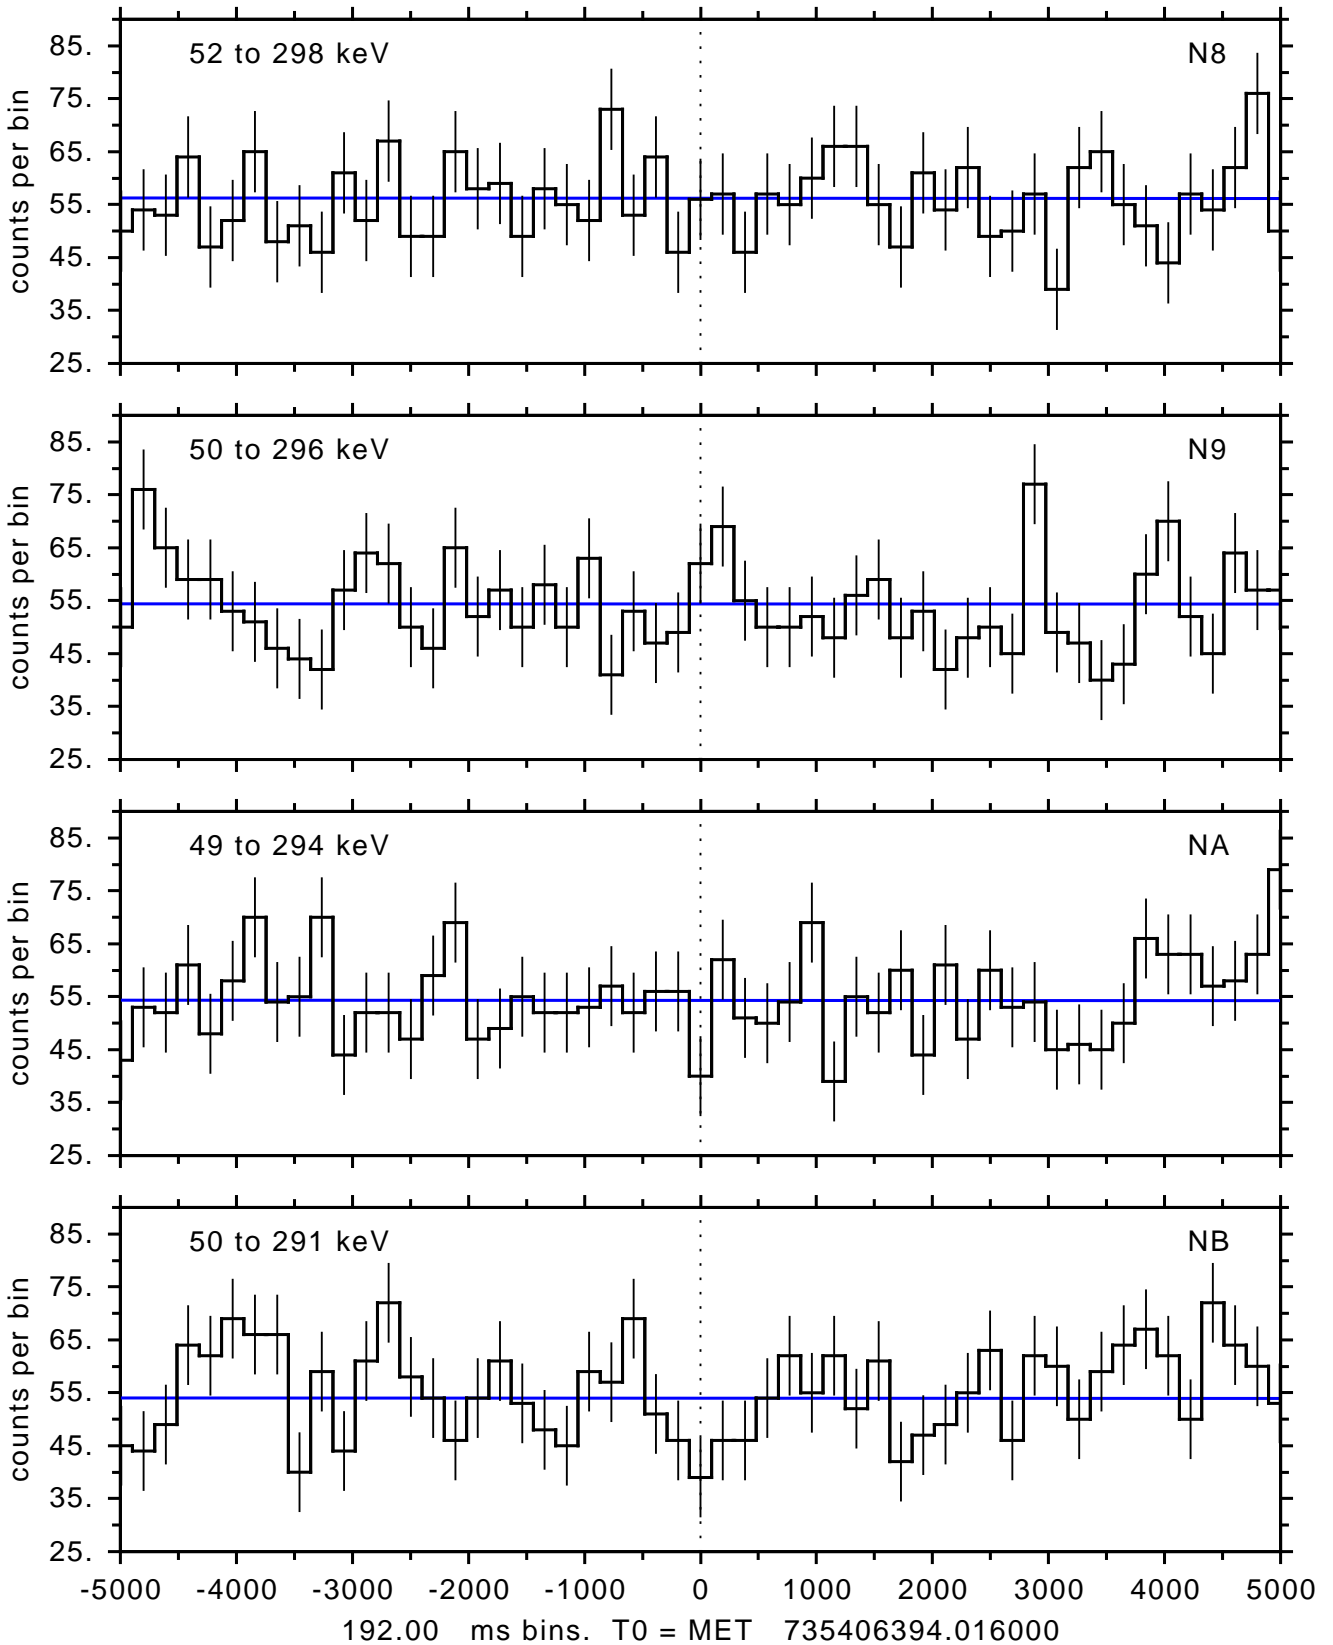 52 to 298 keV N8
85.
75.
65.
55.
45.
35.
25.
counts per bin
50 to 296 keV N9
85.
75.
65.
55.
45.
35.
25.
counts per bin
49 to 294 keV NA
85.
75.
65.
55.
45.
35.
25.
counts per bin
50 to 291 keV NB
85.
75.
65.
55.
45.
35.
25.
counts per bin
-5000 -4000 -3000 -2000 -1000 0 1000 2000 3000 4000 5000
192.00 ms bins. T0 = MET 735406394.016000